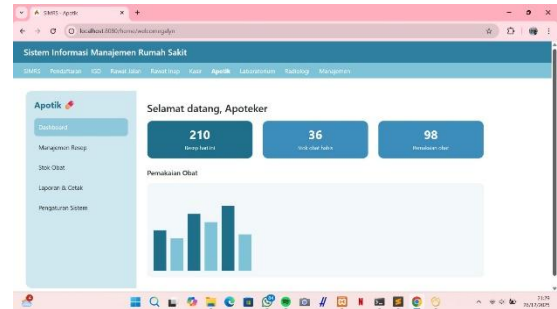 SIMRS - Apotik
localhost:8080/home/welcome/galyn
Sistem Informasi Manajemen Rumah Sakit
SIMRS Pendaftaran IGD Rawat Jalan Rawat Inap Kasir Apotik Laboratorium Radiologi Manajemen
Apotik
Dashboard
Manajemen Resep
Stok Obat
Laporan & Cetak
Pengaturan Sistem
Selamat datang, Apoteker
210
Resep hari ini
36
Stok obat habis
98
Pemakaian obat
Pemakaian Obat